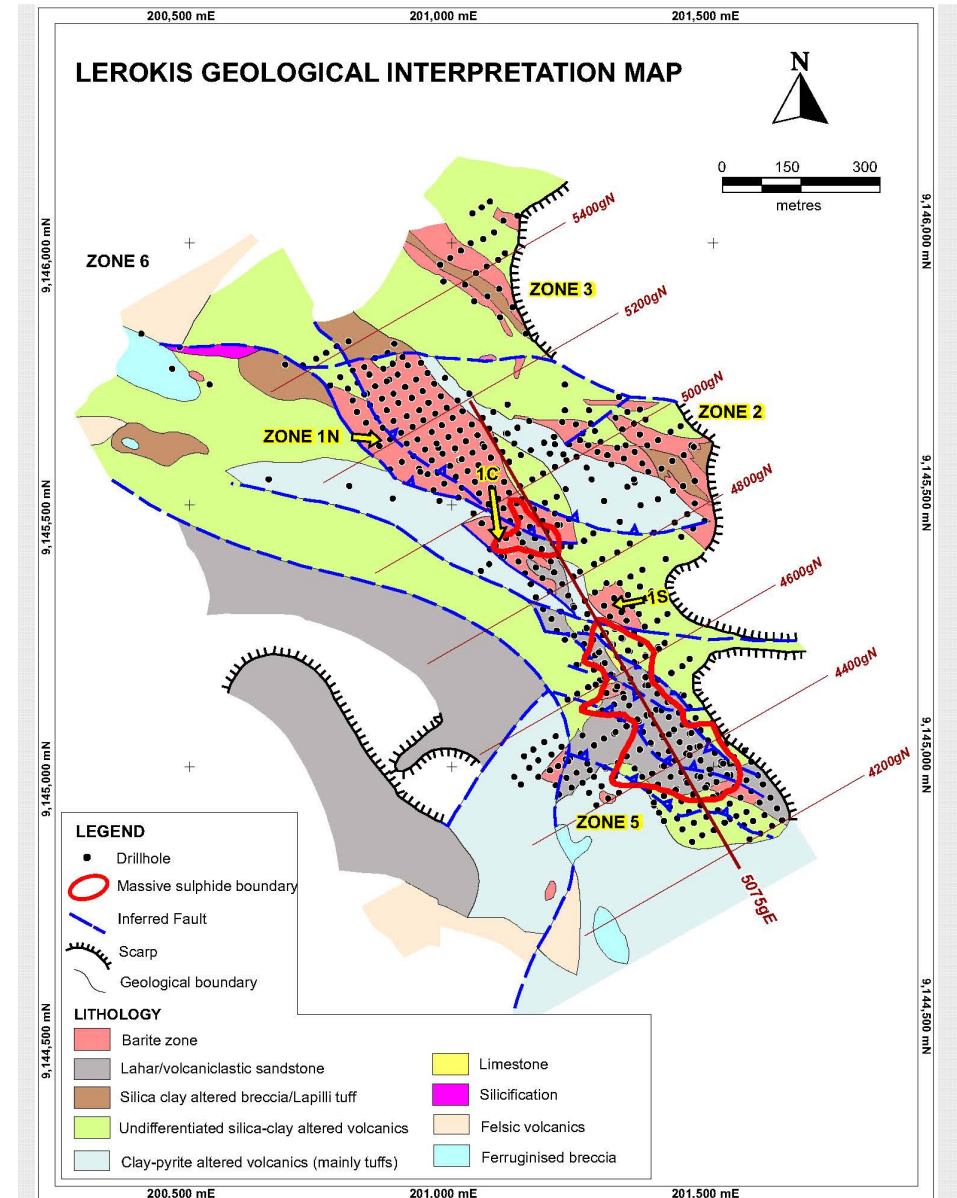 200,500 mE
201,000 mE
201,500 mE
LEROKIS GEOLOGICAL INTERPRETATION MAP
N
0 150 300
metres
9,146,000 mN
9,146,000 mN
5400gN
ZONE 6
ZONE 3
5200gN
5000gN
ZONE 2
ZONE 1N
1C
4800gN
9,145,500 mN
9,145,500 mN
4600gN
1S
4400gN
9,145,000 mN
9,145,000 mN
4200gN
ZONE 5
5075gE
LEGEND
Drillhole
Massive sulphide boundary
Inferred Fault
Scarp
Geological boundary
LITHOLOGY
Barite zone
Lahar/volcaniclastic sandstone
Silica clay altered breccia/Lapilli tuff
Undifferentiated silica-clay altered volcanics
Clay-pyrite altered volcanics (mainly tuffs)
Limestone
Silicification
Felsic volcanics
Ferruginised breccia
9,144,500 mN
9,144,500 mN
200,500 mE
201,000 mE
201,500 mE